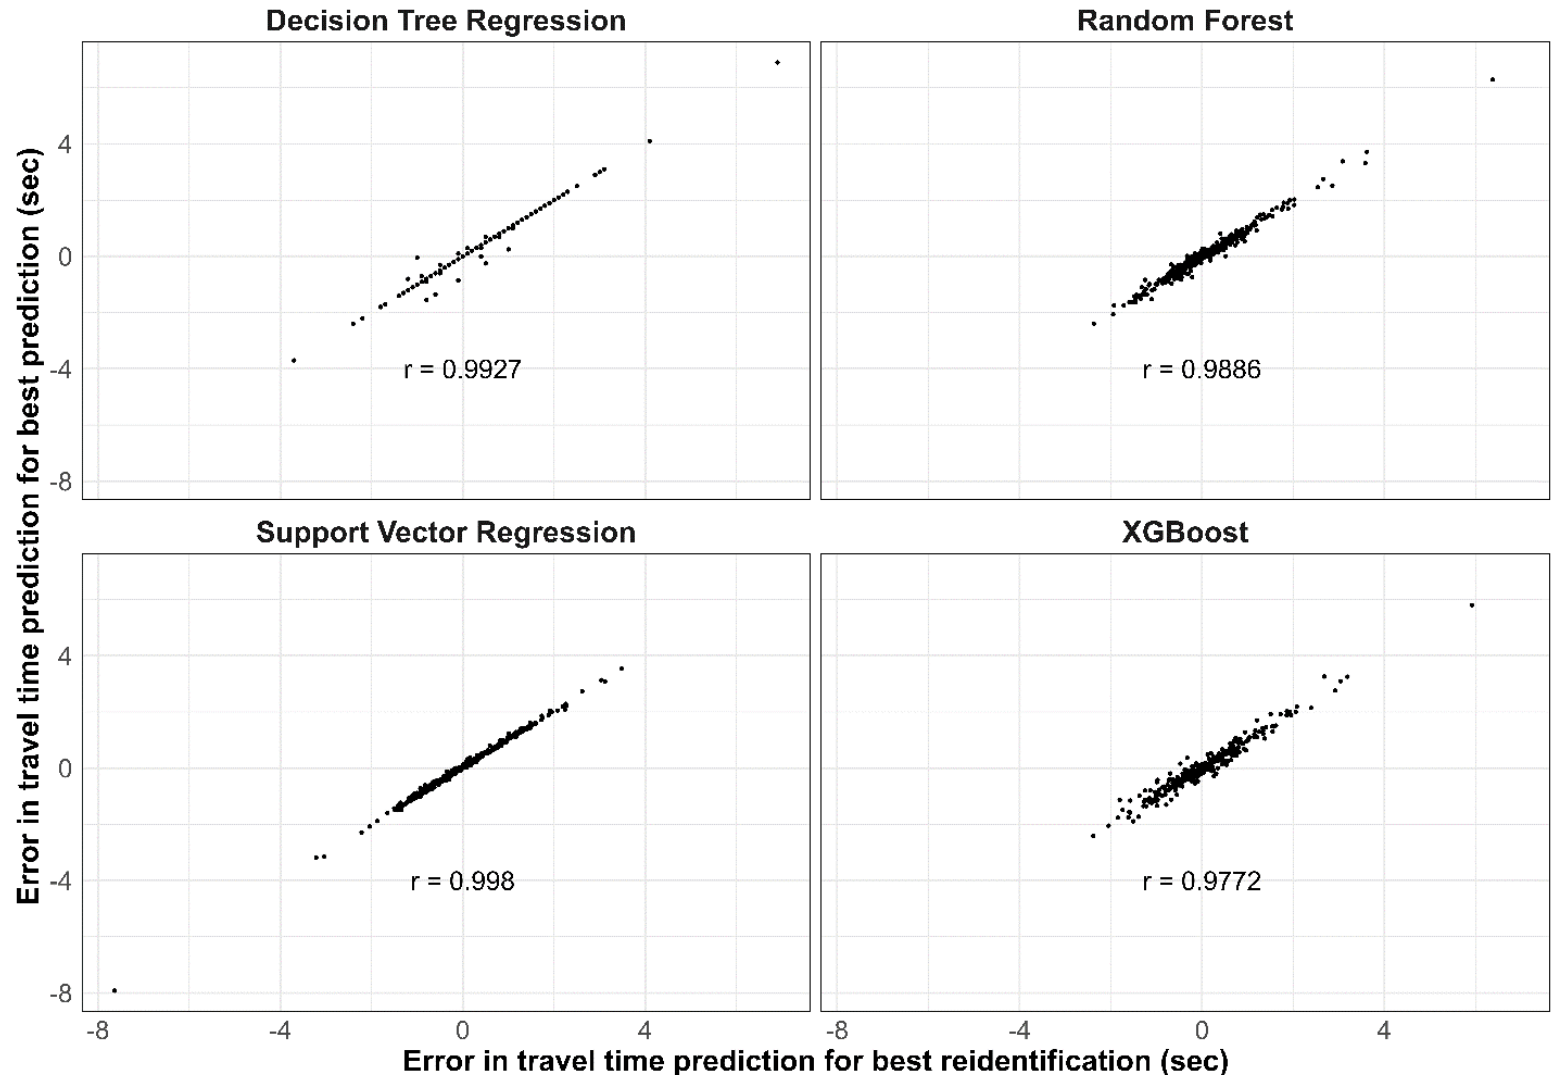 Decision Tree Regression
Random Forest
Error in travel time prediction for best prediction (sec)
4
0
-4
-8
r = 0.9927
r = 0.9886
Support Vector Regression
XGBoost
4
0
-4
-8
r = 0.998
r = 0.9772
-8 -4 0 4 -8 -4 0 4
Error in travel time prediction for best reidentification (sec)